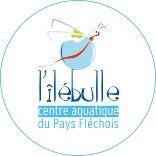 l'îlébulle
centre aquatique
du Pays Fléchois